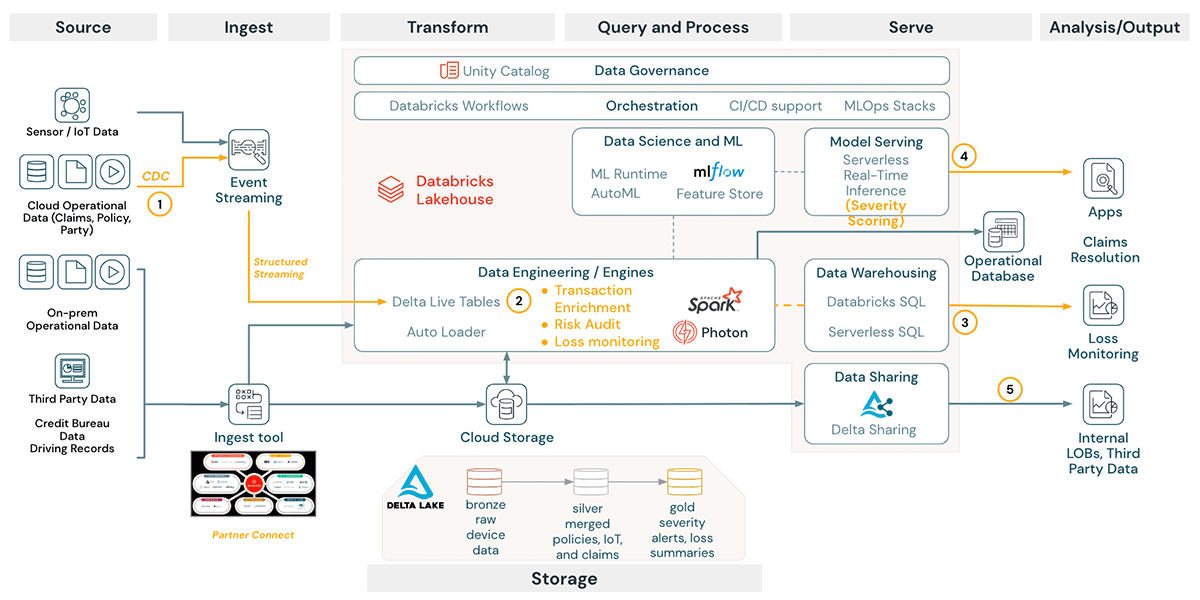 Source
Ingest
Transform
Query and Process
Serve
Analysis/Output
Unity Catalog
Data Governance
Databricks Workflows
Orchestration
CI/CD support
MLOps Stacks
Sensor / IoT Data
CDC
1
Cloud Operational
Data (Claims, Policy,
Party)
Event
Streaming
Structured
Streaming
On-prem
Operational Data
Third Party Data
Credit Bureau
Data
Driving Records
Ingest tool
Partner Connect
Databricks
Lakehouse
Data Science and ML
ML Runtime
AutoML
mlflow
Feature Store
Model Serving
Serverless
Real-Time
Inference
(Severity
Scoring)
4
Apps
Claims
Resolution
Operational
Database
Data Engineering / Engines
Delta Live Tables
2
Auto Loader
• Transaction
Enrichment
• Risk Audit
• Loss monitoring
APACHE
Spark
Photon
Data Warehousing
Databricks SQL
Serverless SQL
3
Loss
Monitoring
Cloud Storage
Data Sharing
Delta Sharing
5
Internal
LOBs, Third
Party Data
DELTA LAKE
bronze
raw
device
data
silver
merged
policies, IoT,
and claims
gold
severity
alerts, loss
summaries
Storage